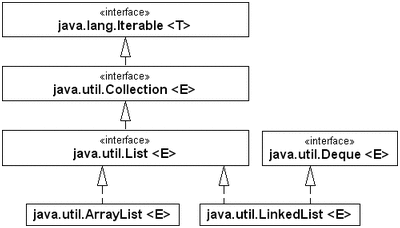 «interface»
java.lang.Iterable <T>
«interface»
java.util.Collection <E>
«interface»
java.util.List <E>
«interface»
java.util.Deque <E>
java.util.ArrayList <E>
java.util.LinkedList <E>